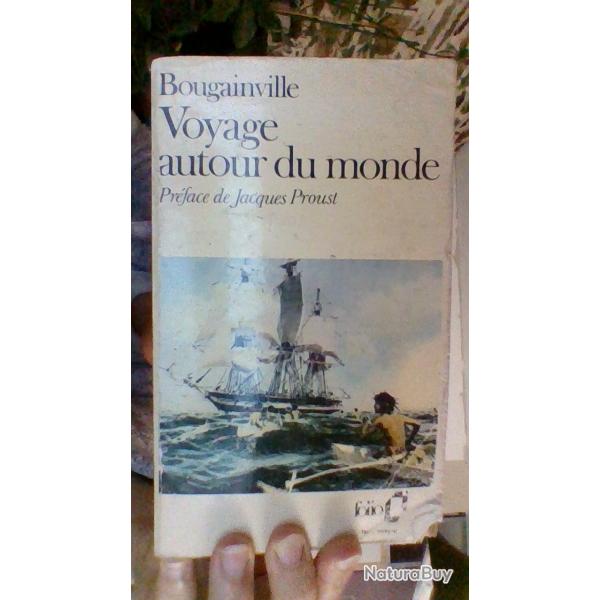 Bougainville
Voyage
autour du monde
Préface de Jacques Proust
folio
NaturaBuy